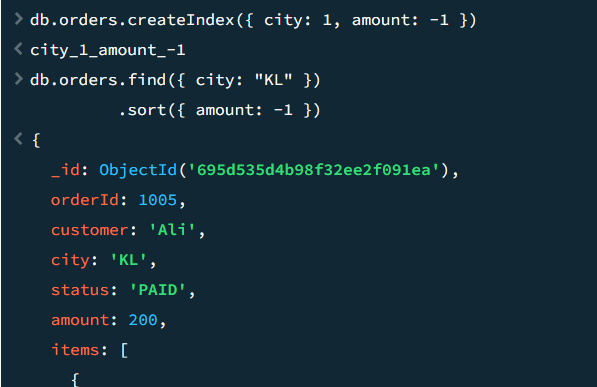 > db.orders.createIndex({ city: 1, amount: -1 })
< city_1_amount_-1
> db.orders.find({ city: "KL" })
.sort({ amount: -1 })
< {
_id: ObjectId('695d535d4b98f32ee2f091ea'),
orderId: 1005,
customer: 'Ali',
city: 'KL',
status: 'PAID',
amount: 200,
items: [
{